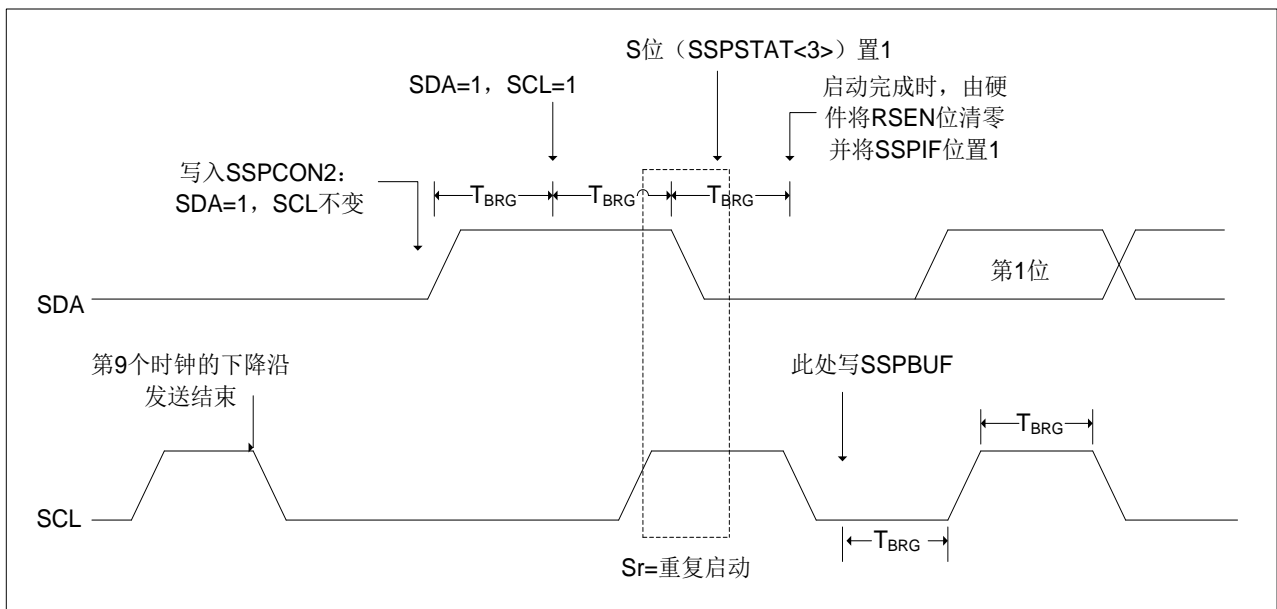 S位（SSPSTAT<3>）置1
SDA=1，SCL=1
启动完成时，由硬
件将RSEN位清零
并将SSPIF位置1
写入SSPCON2：
SDA=1，SCL不变
TBRG
TBRG
TBRG
第1位
SDA
第9个时钟的下降沿
发送结束
此处写SSPBUF
TBRG
SCL
TBRG
Sr=重复启动